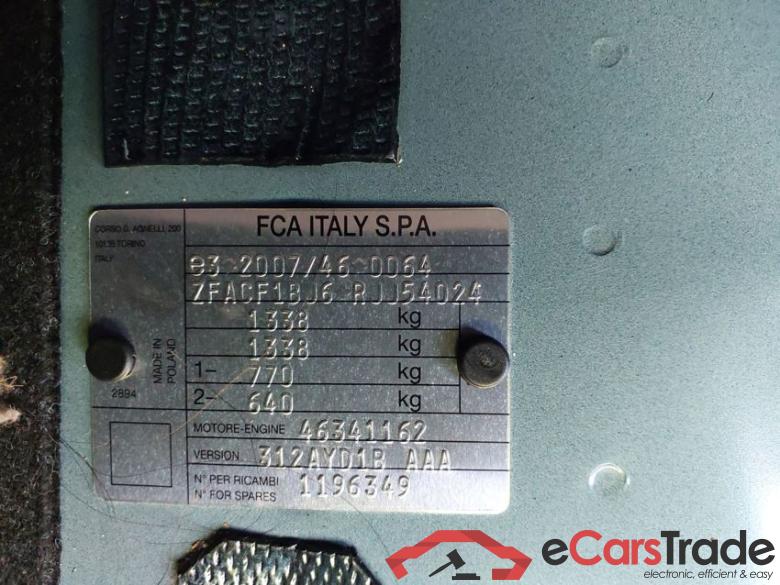 CORSO G. AGNELLI, 200
10135 TORINO
ITALY
FCA ITALY S.P.A.
e3 2007/46 0064
ZFACF1BJ6 RJJ54024
1338 kg
1338 kg
1– 770 kg
2– 640 kg
MADE IN
POLAND
2894
MOTORE-ENGINE 46341162
VERSION 312AYD1B AAA
N° PER RICAMBI
N° FOR SPARES 1196349
eCarsTrade
electronic, efficient & easy